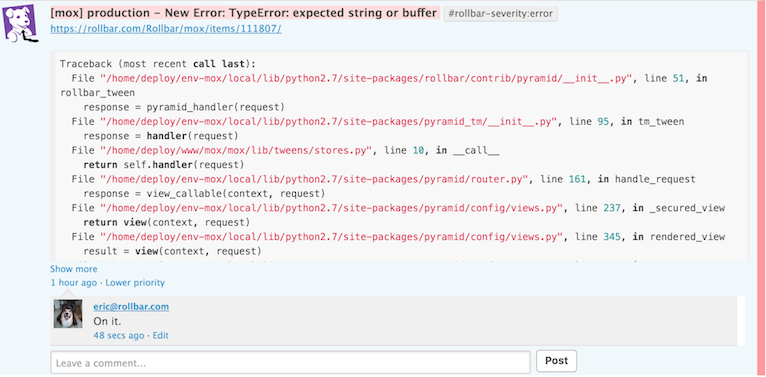 [mox] production - New Error: TypeError: expected string or buffer #rollbar-severity:error
https://rollbar.com/Rollbar/mox/items/111807/
Traceback (most recent call last):
File "/home/deploy/env-mox/local/lib/python2.7/site-packages/rollbar/contrib/pyramid/__init__.py", line 51, in
rollbar_tween
response = pyramid_handler(request)
File "/home/deploy/env-mox/local/lib/python2.7/site-packages/pyramid_tm/__init__.py", line 95, in tm_tween
response = handler(request)
File "/home/deploy/www/mox/mox/lib/tweens/stores.py", line 10, in __call__
return self.handler(request)
File "/home/deploy/env-mox/local/lib/python2.7/site-packages/pyramid/router.py", line 161, in handle_request
response = view_callable(context, request)
File "/home/deploy/env-mox/local/lib/python2.7/site-packages/pyramid/config/views.py", line 237, in _secured_view
return view(context, request)
File "/home/deploy/env-mox/local/lib/python2.7/site-packages/pyramid/config/views.py", line 345, in rendered_view
result = view(context, request)
Show more
1 hour ago · Lower priority
eric@rollbar.com
On it.
48 secs ago · Edit
Leave a comment... Post